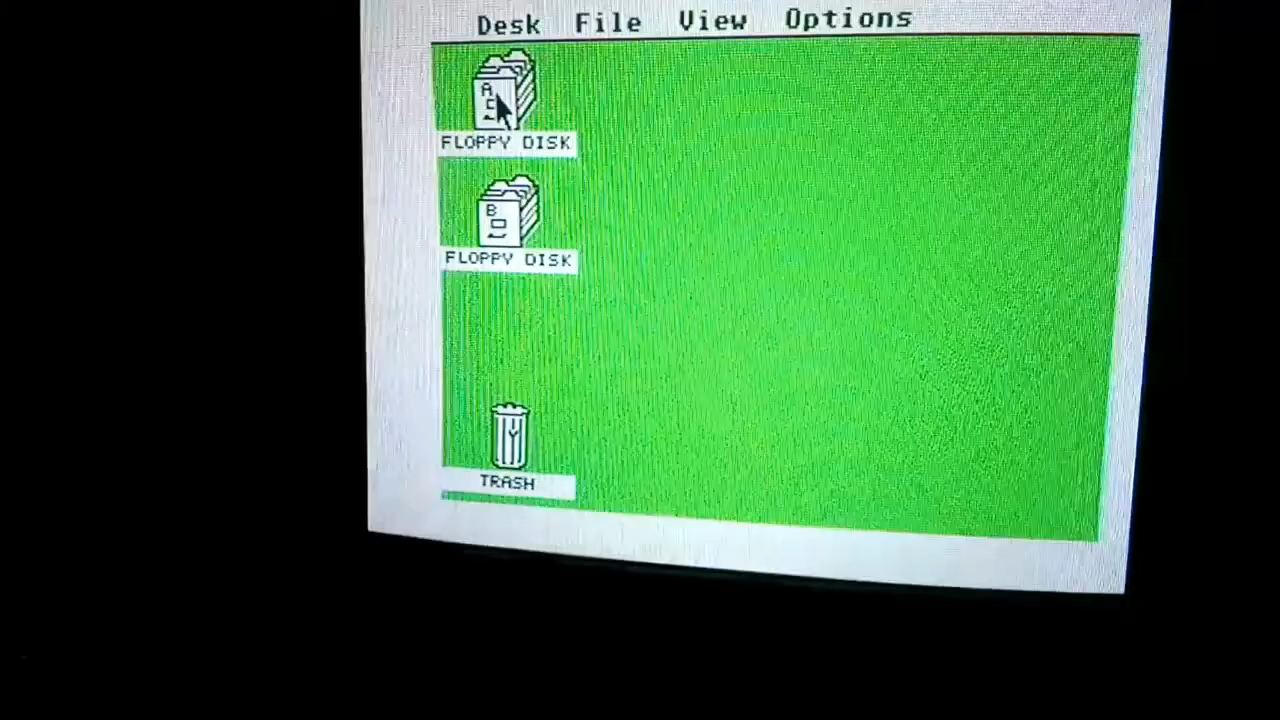 Desk File View Options
A
FLOPPY DISK
B
FLOPPY DISK
TRASH